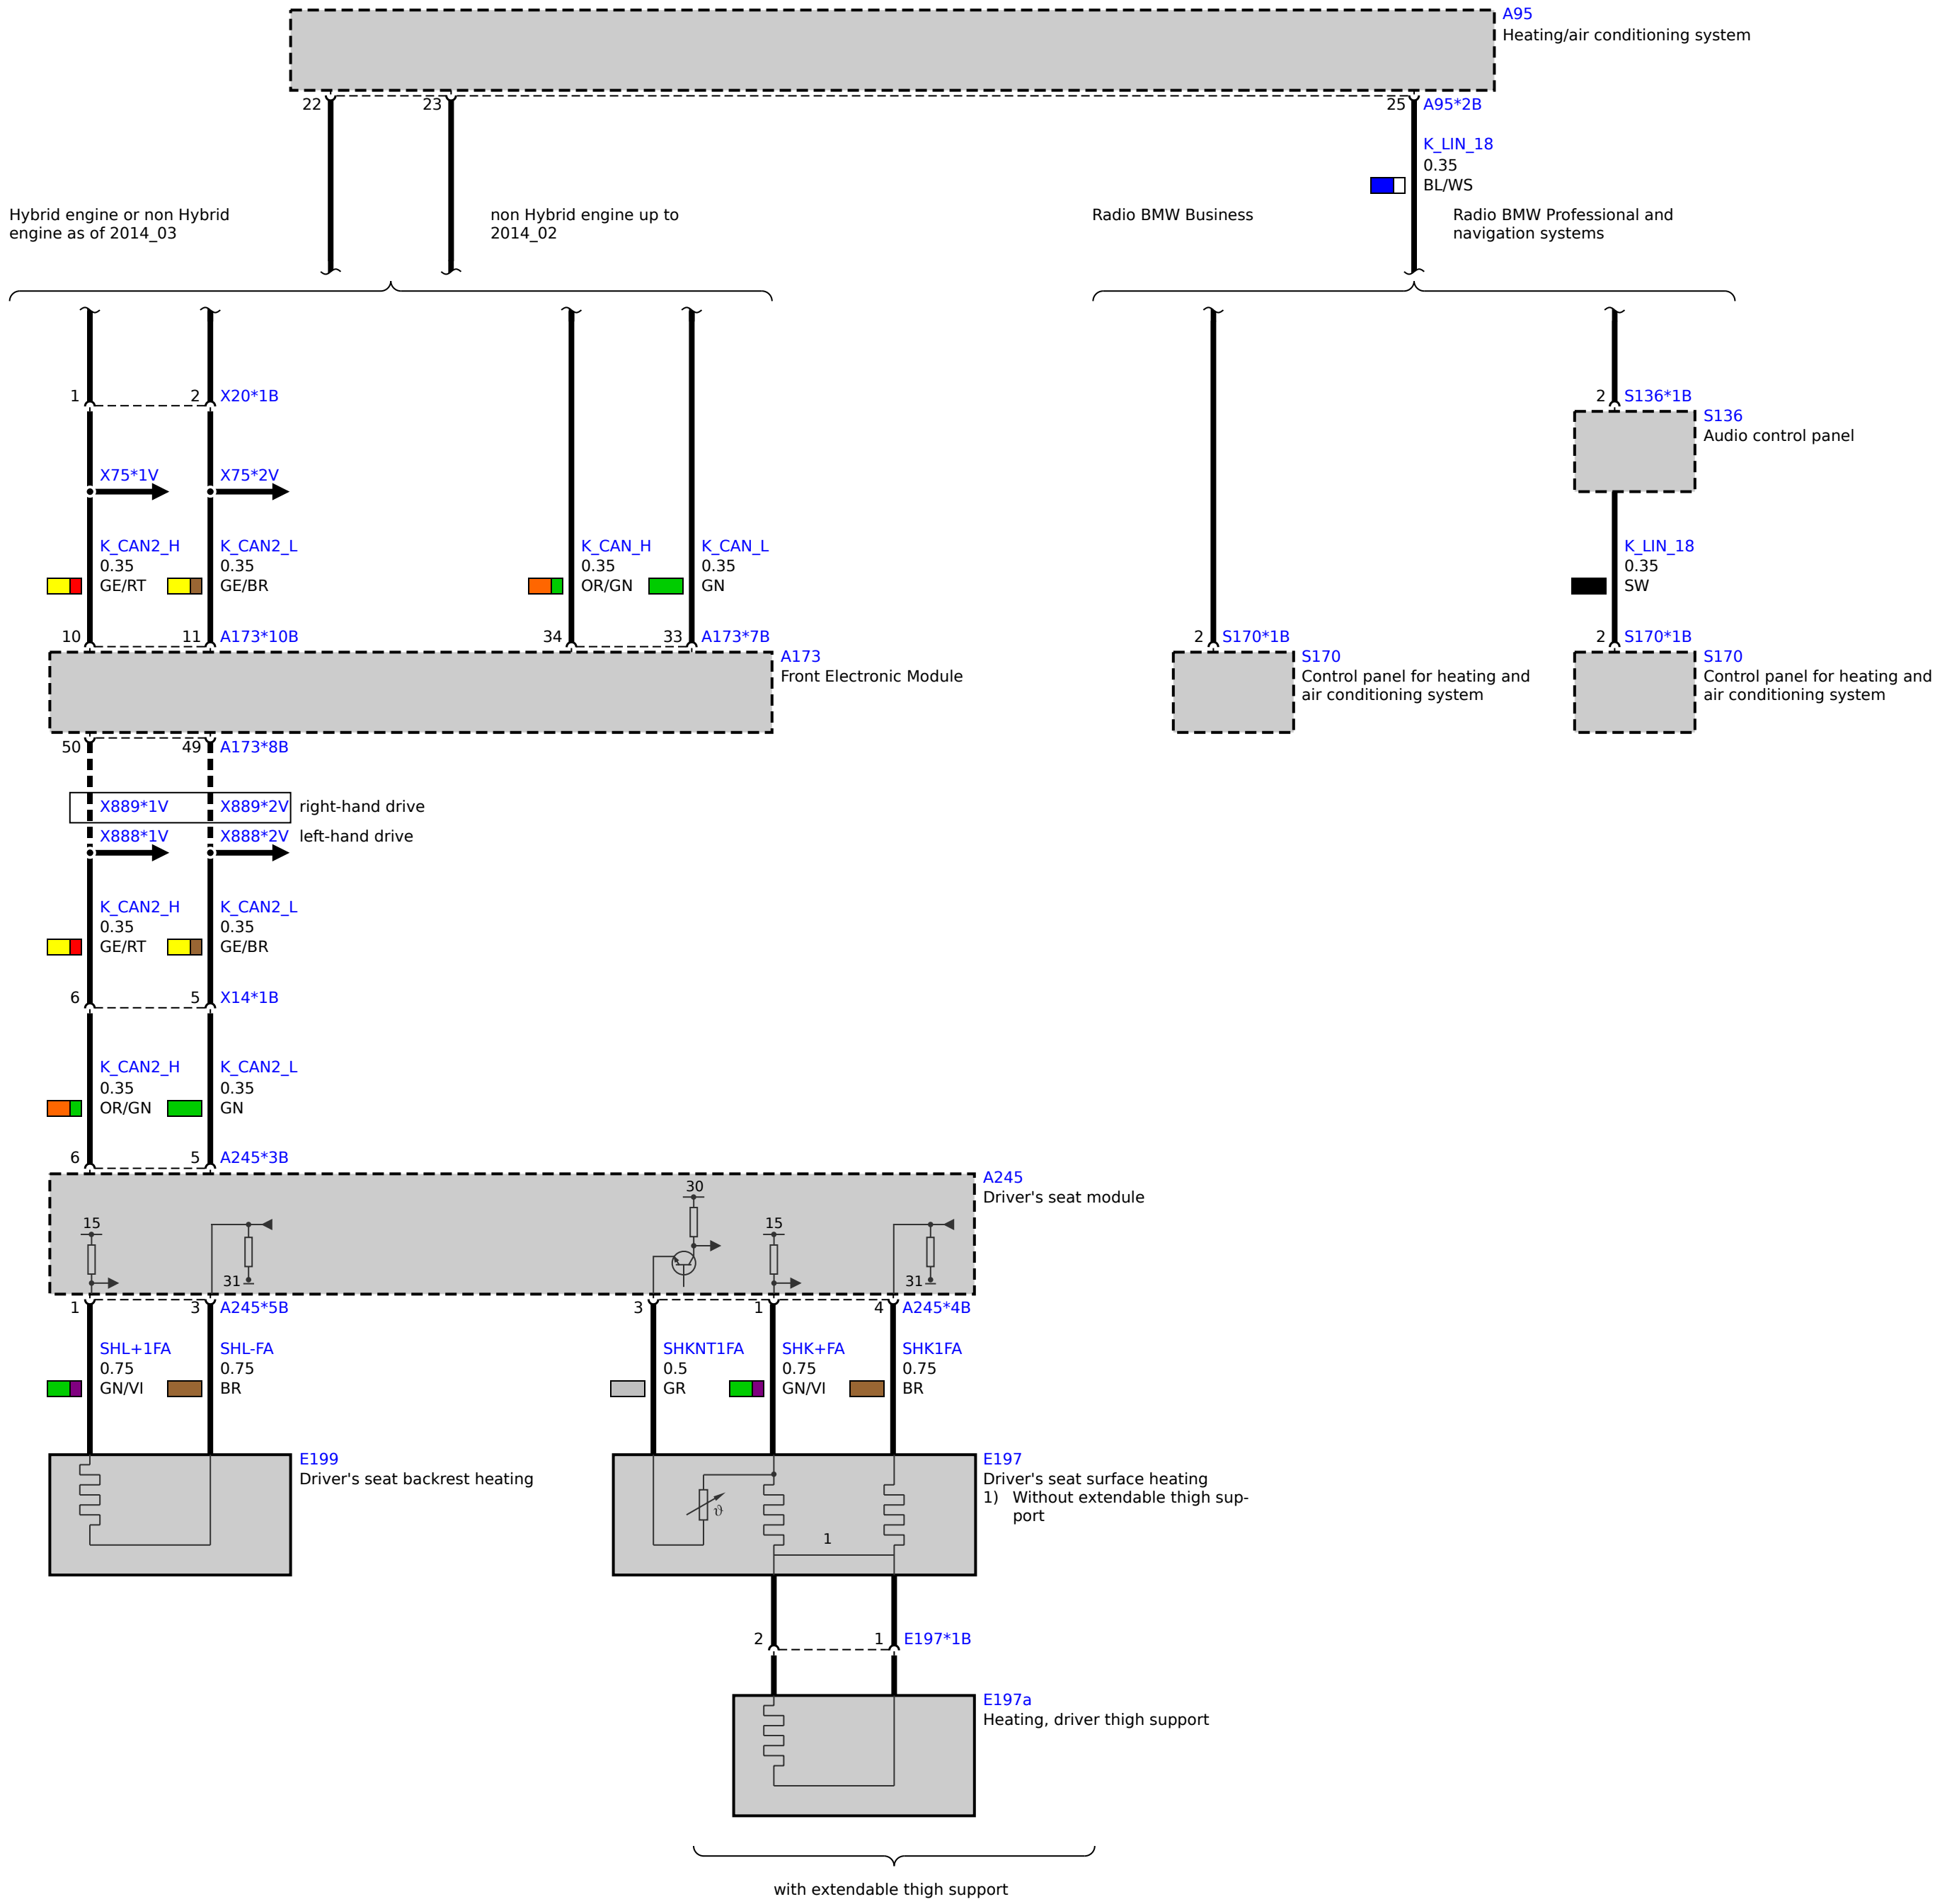 A95
Heating/air conditioning system
22
23
25
A95*2B
K_LIN_18
0.35
BL/WS
Hybrid engine or non Hybrid
engine as of 2014_03
non Hybrid engine up to
2014_02
Radio BMW Business
Radio BMW Professional and
navigation systems
1
2
X20*1B
2
S136*1B
S136
Audio control panel
X75*1V
X75*2V
K_CAN2_H
0.35
GE/RT
K_CAN2_L
0.35
GE/BR
K_CAN_H
0.35
OR/GN
K_CAN_L
0.35
GN
K_LIN_18
0.35
SW
10
11
A173*10B
34
33
A173*7B
2
S170*1B
2
S170*1B
A173
Front Electronic Module
S170
Control panel for heating and
air conditioning system
S170
Control panel for heating and
air conditioning system
50
49
A173*8B
X889*1V
X889*2V
right-hand drive
X888*1V
X888*2V
left-hand drive
K_CAN2_H
0.35
GE/RT
K_CAN2_L
0.35
GE/BR
6
5
X14*1B
K_CAN2_H
0.35
OR/GN
K_CAN2_L
0.35
GN
6
5
A245*3B
A245
Driver's seat module
15
31
30
15
31
1
3
A245*5B
3
1
4
A245*4B
SHL+1FA
0.75
GN/VI
SHL-FA
0.75
BR
SHKNT1FA
0.5
GR
SHK+FA
0.75
GN/VI
SHK1FA
0.75
BR
E199
Driver's seat backrest heating
E197
Driver's seat surface heating
1) Without extendable thigh sup-
port
ϑ
1
2
1
E197*1B
E197a
Heating, driver thigh support
with extendable thigh support